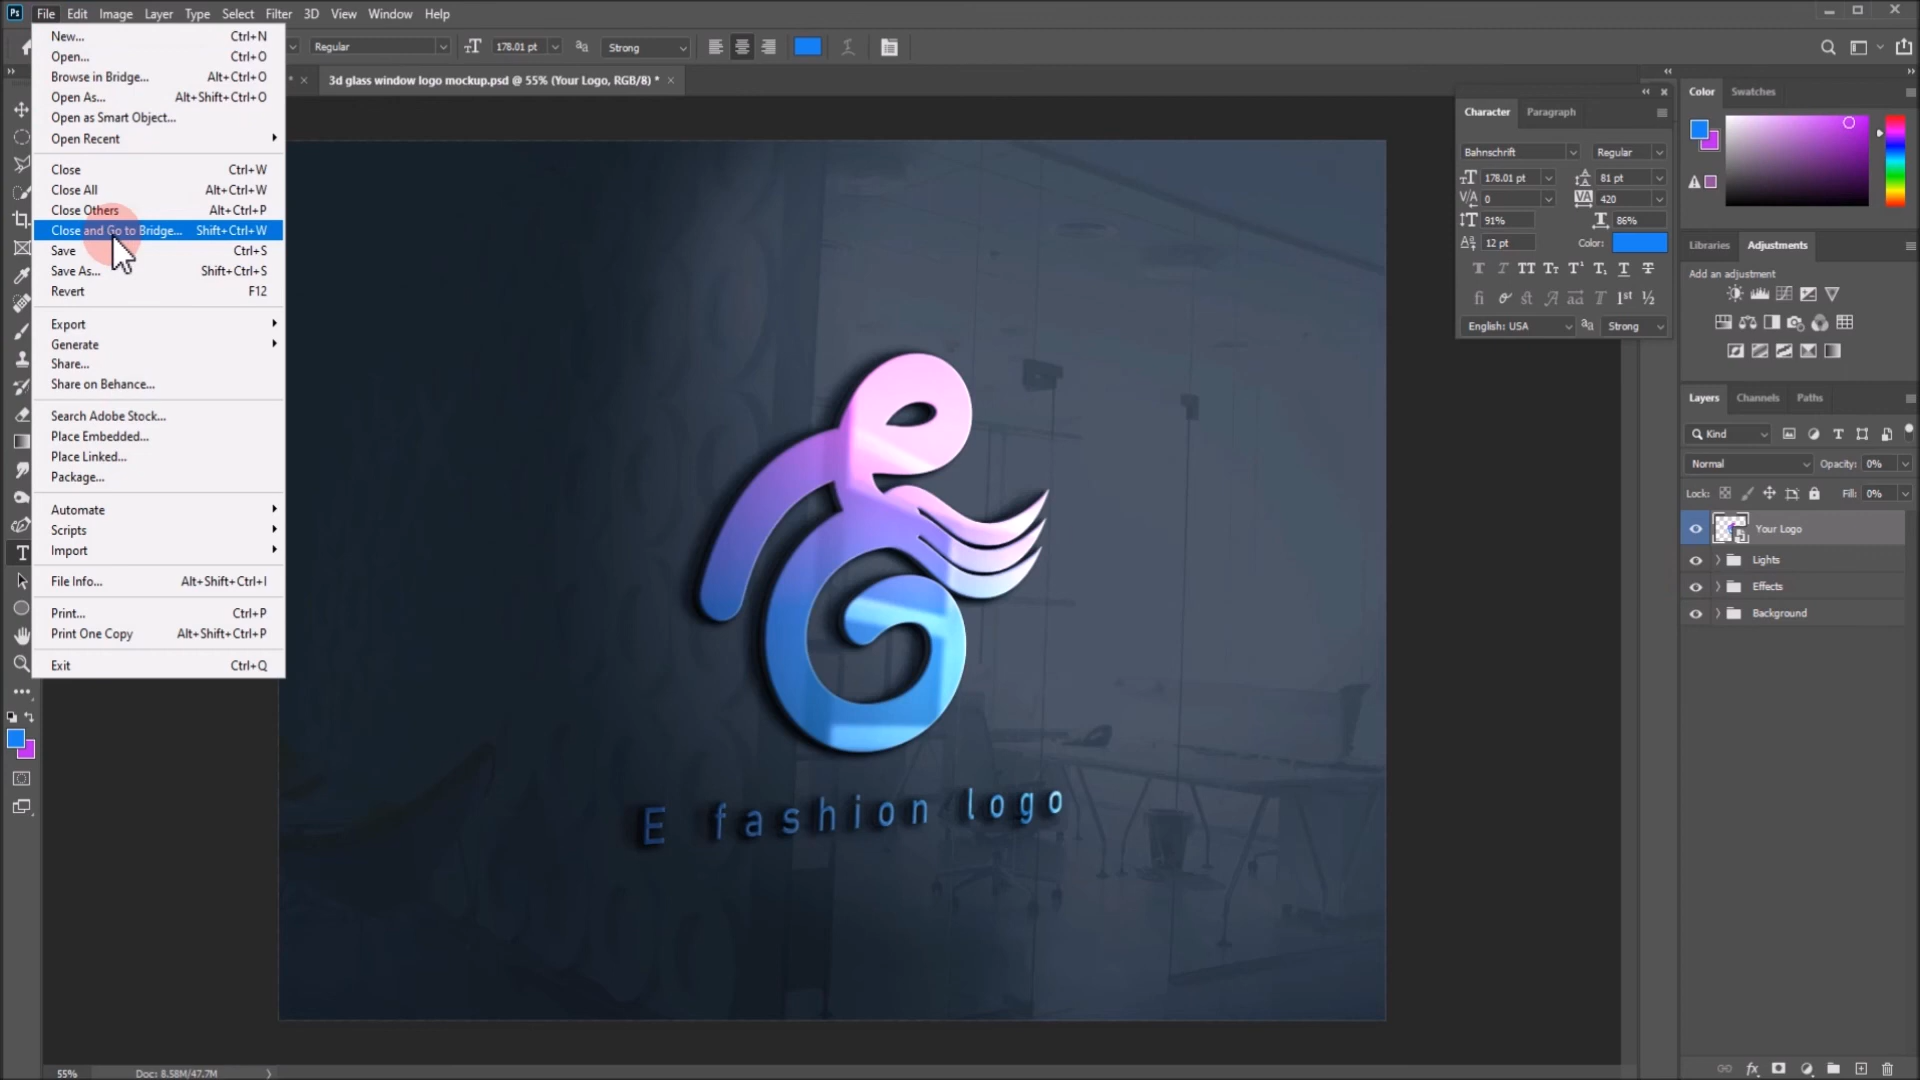 Ps File Edit Image Layer Type Select Filter 3D View Window Help
Regular 178.01 pt Strong
3d glass window logo mockup.psd @ 55% (Your Logo, RGB/8) *
New... Ctrl+N
Open... Ctrl+O
Browse in Bridge... Alt+Ctrl+O
Open As... Alt+Shift+Ctrl+O
Open as Smart Object...
Open Recent
Close Ctrl+W
Close All Alt+Ctrl+W
Close Others Alt+Ctrl+P
Close and Go to Bridge... Shift+Ctrl+W
Save Ctrl+S
Save As... Shift+Ctrl+S
Revert F12
Export
Generate
Share...
Share on Behance...
Search Adobe Stock...
Place Embedded...
Place Linked...
Package...
Automate
Scripts
Import
File Info... Alt+Shift+Ctrl+I
Print... Ctrl+P
Print One Copy Alt+Shift+Ctrl+P
Exit Ctrl+Q
E fashion logo
Character Paragraph
Bahnschrift Regular
178.01 pt 81 pt
0 420
91% 86%
12 pt Color:
English: USA Strong
Color Swatches
Libraries Adjustments
Add an adjustment
Layers Channels Paths
Kind
Normal Opacity: 0%
Lock: Fill: 0%
Your Logo
Lights
Effects
Background
55% Doc: 8.58M/47.7M